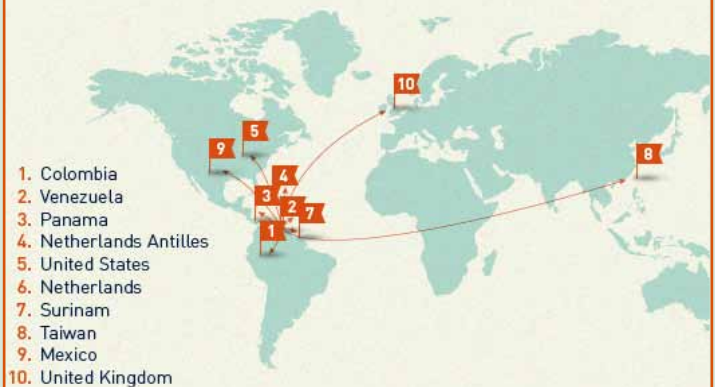 10
5
9
8
4
3
2
7
1
1. Colombia
2. Venezuela
3. Panama
4. Netherlands Antilles
5. United States
6. Netherlands
7. Surinam
8. Taiwan
9. Mexico
10. United Kingdom